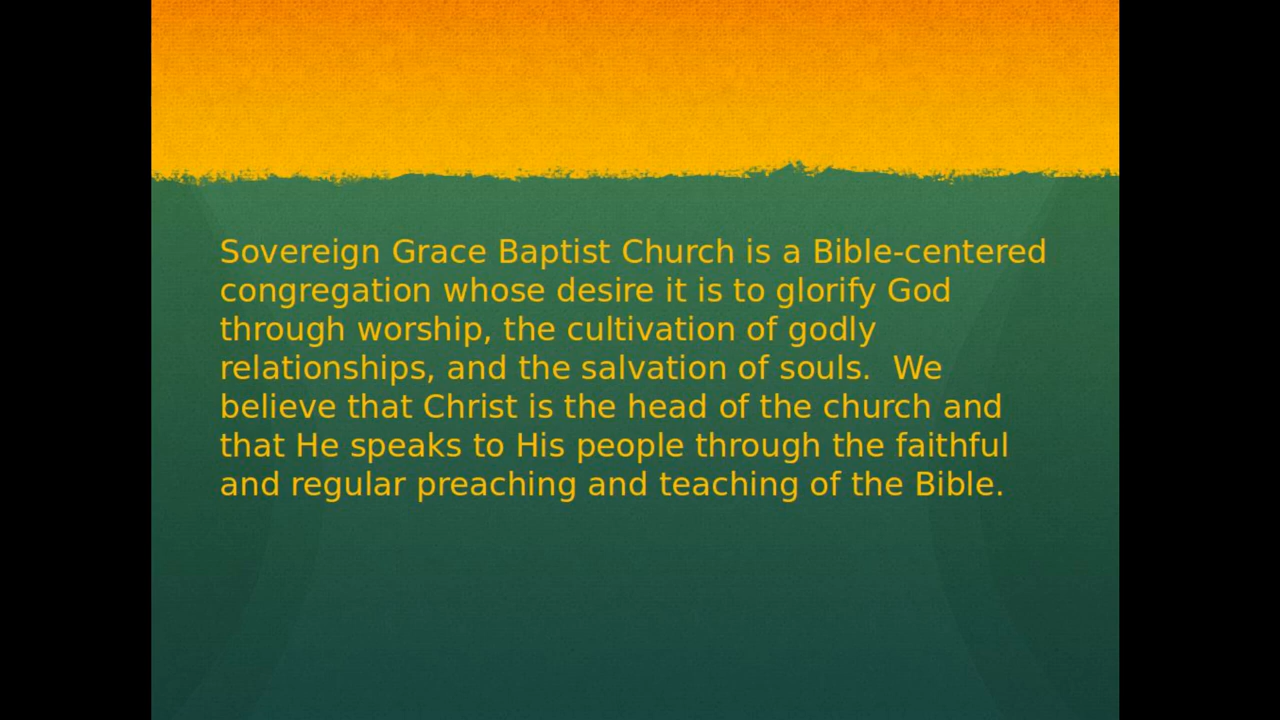 Sovereign Grace Baptist Church is a Bible-centered
congregation whose desire it is to glorify God
through worship, the cultivation of godly
relationships, and the salvation of souls.  We
believe that Christ is the head of the church and
that He speaks to His people through the faithful
and regular preaching and teaching of the Bible.